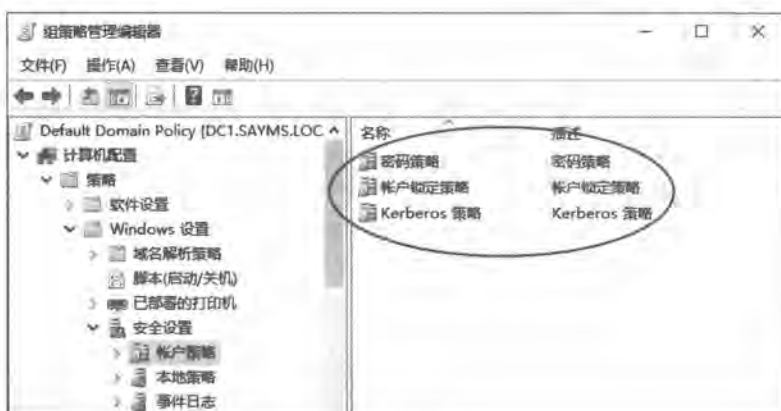 组策略管理编辑器
文件(F) 操作(A) 查看(V) 帮助(H)
Default Domain Policy [DC1.SAYMS.LOC
计算机配置
策略
软件设置
Windows 设置
域名解析策略
脚本(启动/关机)
已部署的打印机
安全设置
帐户策略
本地策略
事件日志
名称 描述
密码策略 密码策略
帐户锁定策略 帐户锁定策略
Kerberos 策略 Kerberos 策略